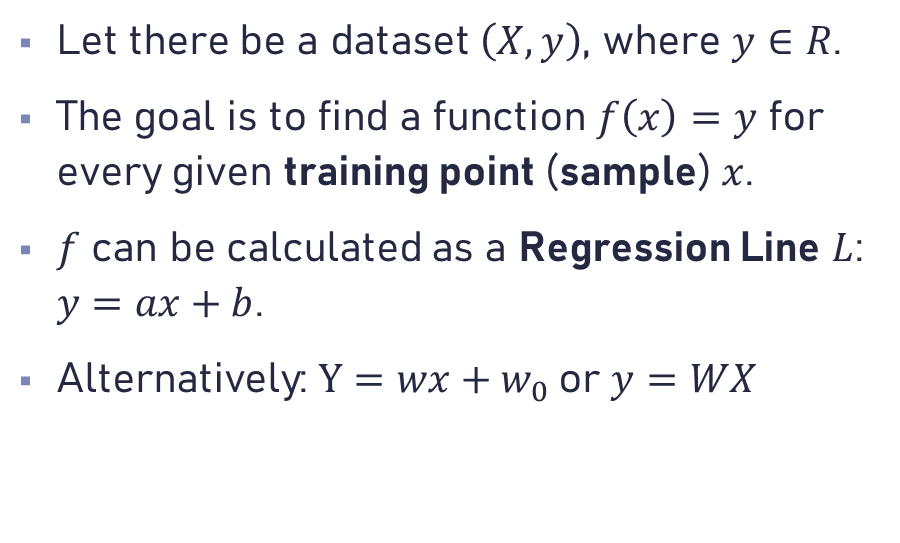 ▪ Let there be a dataset (X, y), where y ∈ R.
▪ The goal is to find a function f(x) = y for
every given training point (sample) x.
▪ f can be calculated as a Regression Line L:
y = ax + b.
▪ Alternatively: Y = wx + w₀ or y = WX